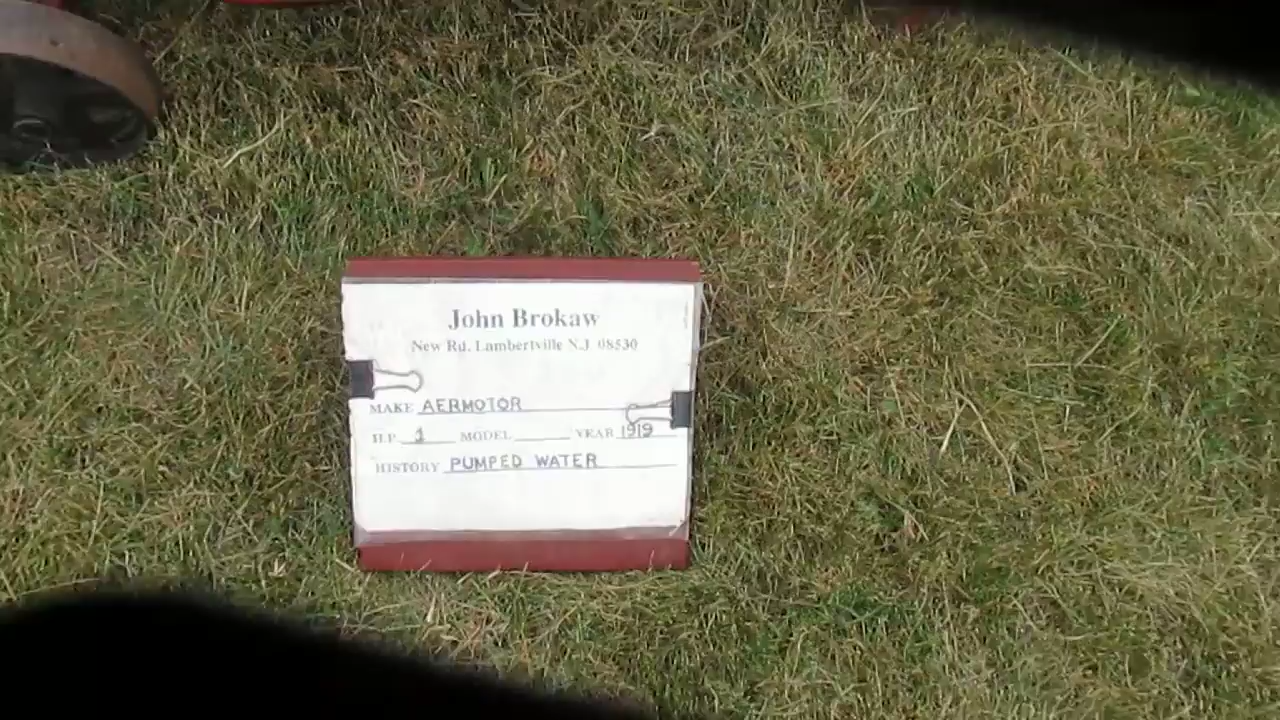 John Brokaw
New Rd. Lambertville N.J 08530
MAKE AERMOTOR
H.P. 1 MODEL YEAR 1919
HISTORY PUMPED WATER